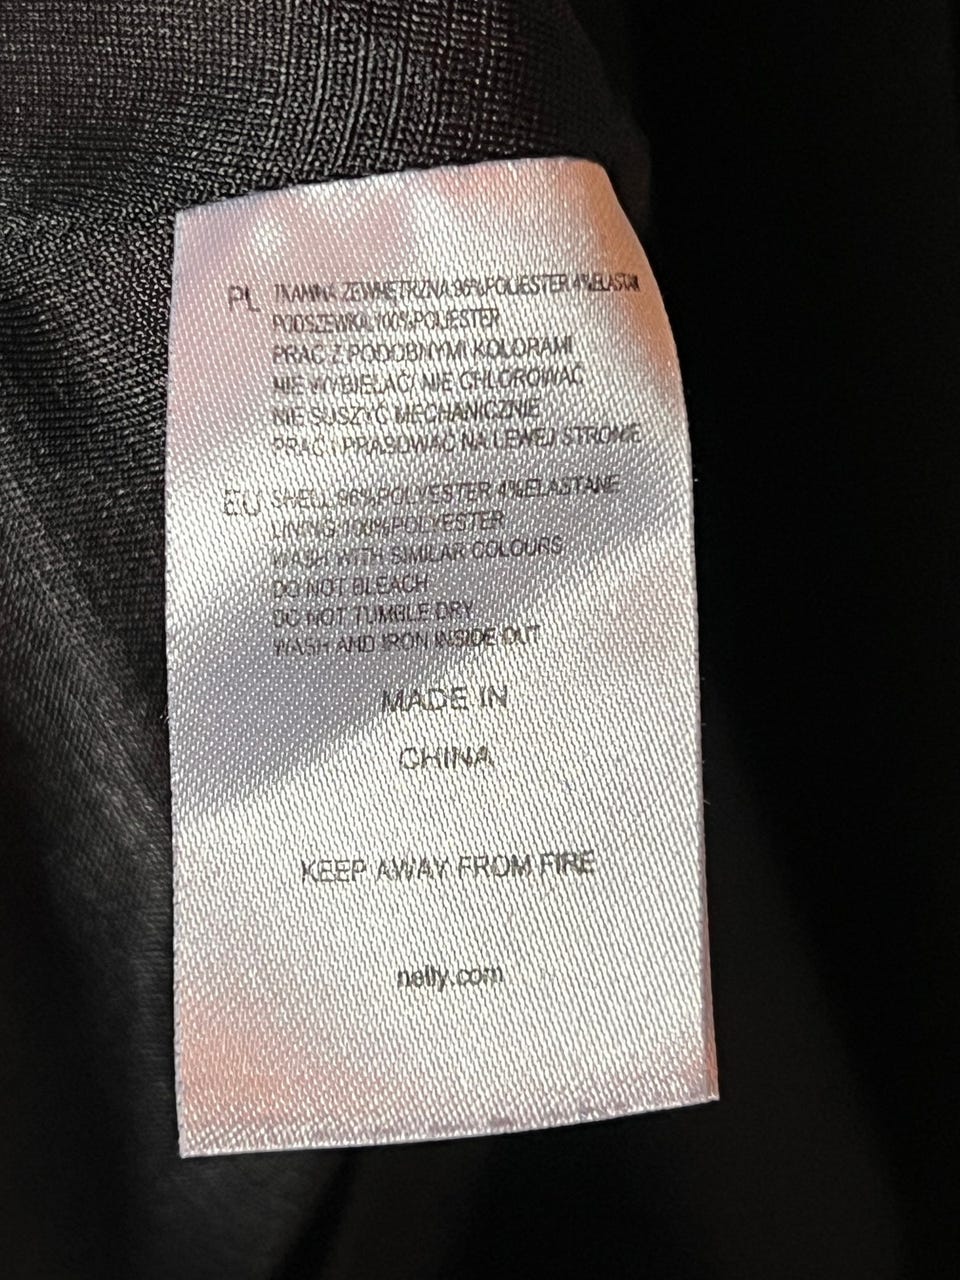 PL TKANINA ZEWNĘTRZNA:96%POLIESTER 4%ELASTAN
PODSZEWKA:100%POLIESTER
PRAĆ Z PODOBNYMI KOLORAMI
NIE WYBIELAĆ/ NIE CHLOROWAĆ
NIE SUSZYĆ MECHANICZNIE
PRAĆ I PRASOWAĆ NA LEWEJ STRONIE
EU SHELL:96%POLYESTER 4%ELASTANE
LINING:100%POLYESTER
WASH WITH SIMILAR COLOURS
DO NOT BLEACH
DO NOT TUMBLE DRY
WASH AND IRON INSIDE OUT
MADE IN
CHINA
KEEP AWAY FROM FIRE
nelly.com